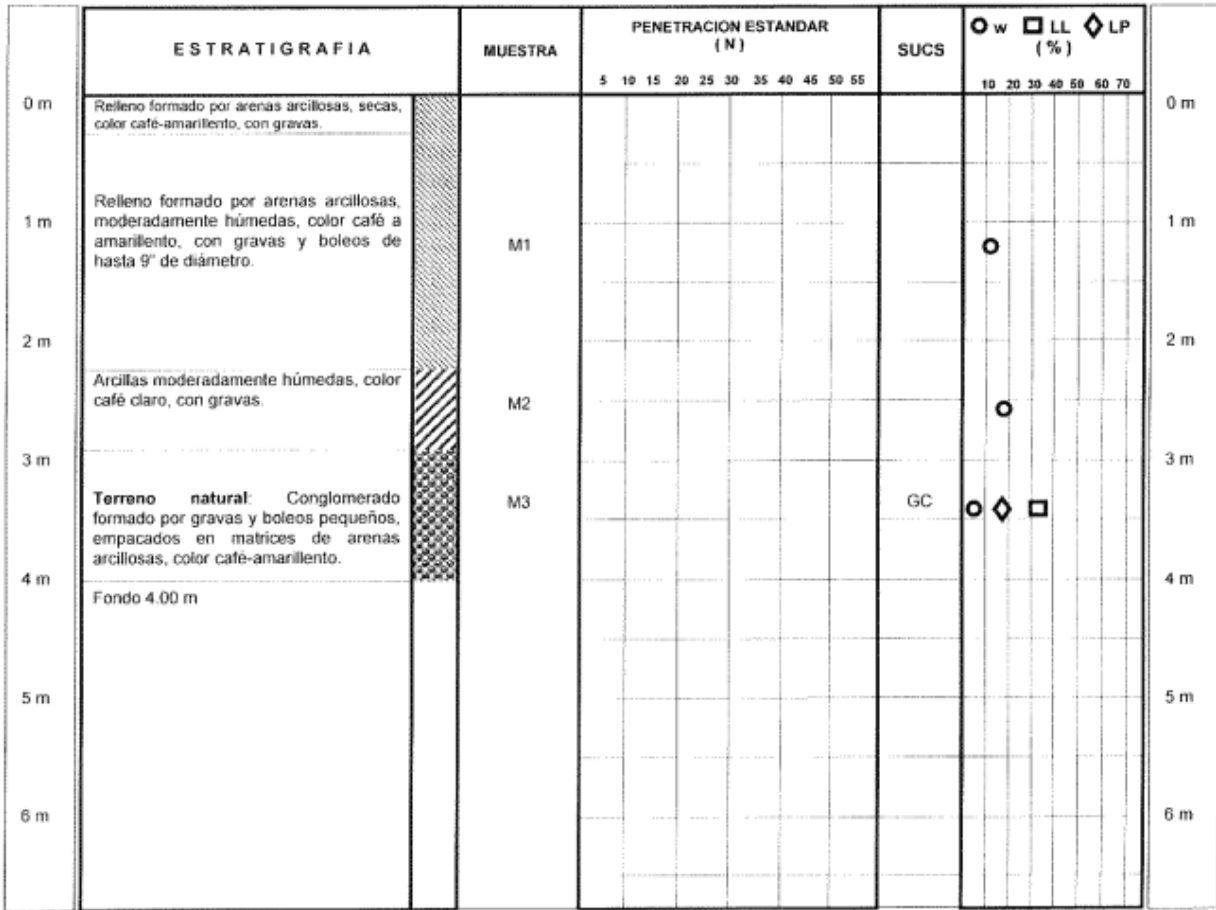 ESTRATIGRAFIA
MUESTRA
PENETRACION ESTANDAR
( N )
5 10 15 20 25 30 35 40 45 50 55
SUCS
w LL LP
( % )
10 20 30 40 50 60 70
0 m
Relleno formado por arenas arcillosas, secas,
color café-amarillento, con gravas.
0 m
Relleno formado por arenas arcillosas,
moderadamente húmedas, color café a
amarillento, con gravas y boleos de
hasta 9" de diámetro.
1 m
M1
1 m
2 m
2 m
Arcillas moderadamente húmedas, color
café claro, con gravas.
M2
3 m
3 m
Terreno natural: Conglomerado
formado por gravas y boleos pequeños,
empacados en matrices de arenas
arcillosas, color café-amarillento.
M3
GC
4 m
4 m
Fondo 4.00 m
5 m
5 m
6 m
6 m